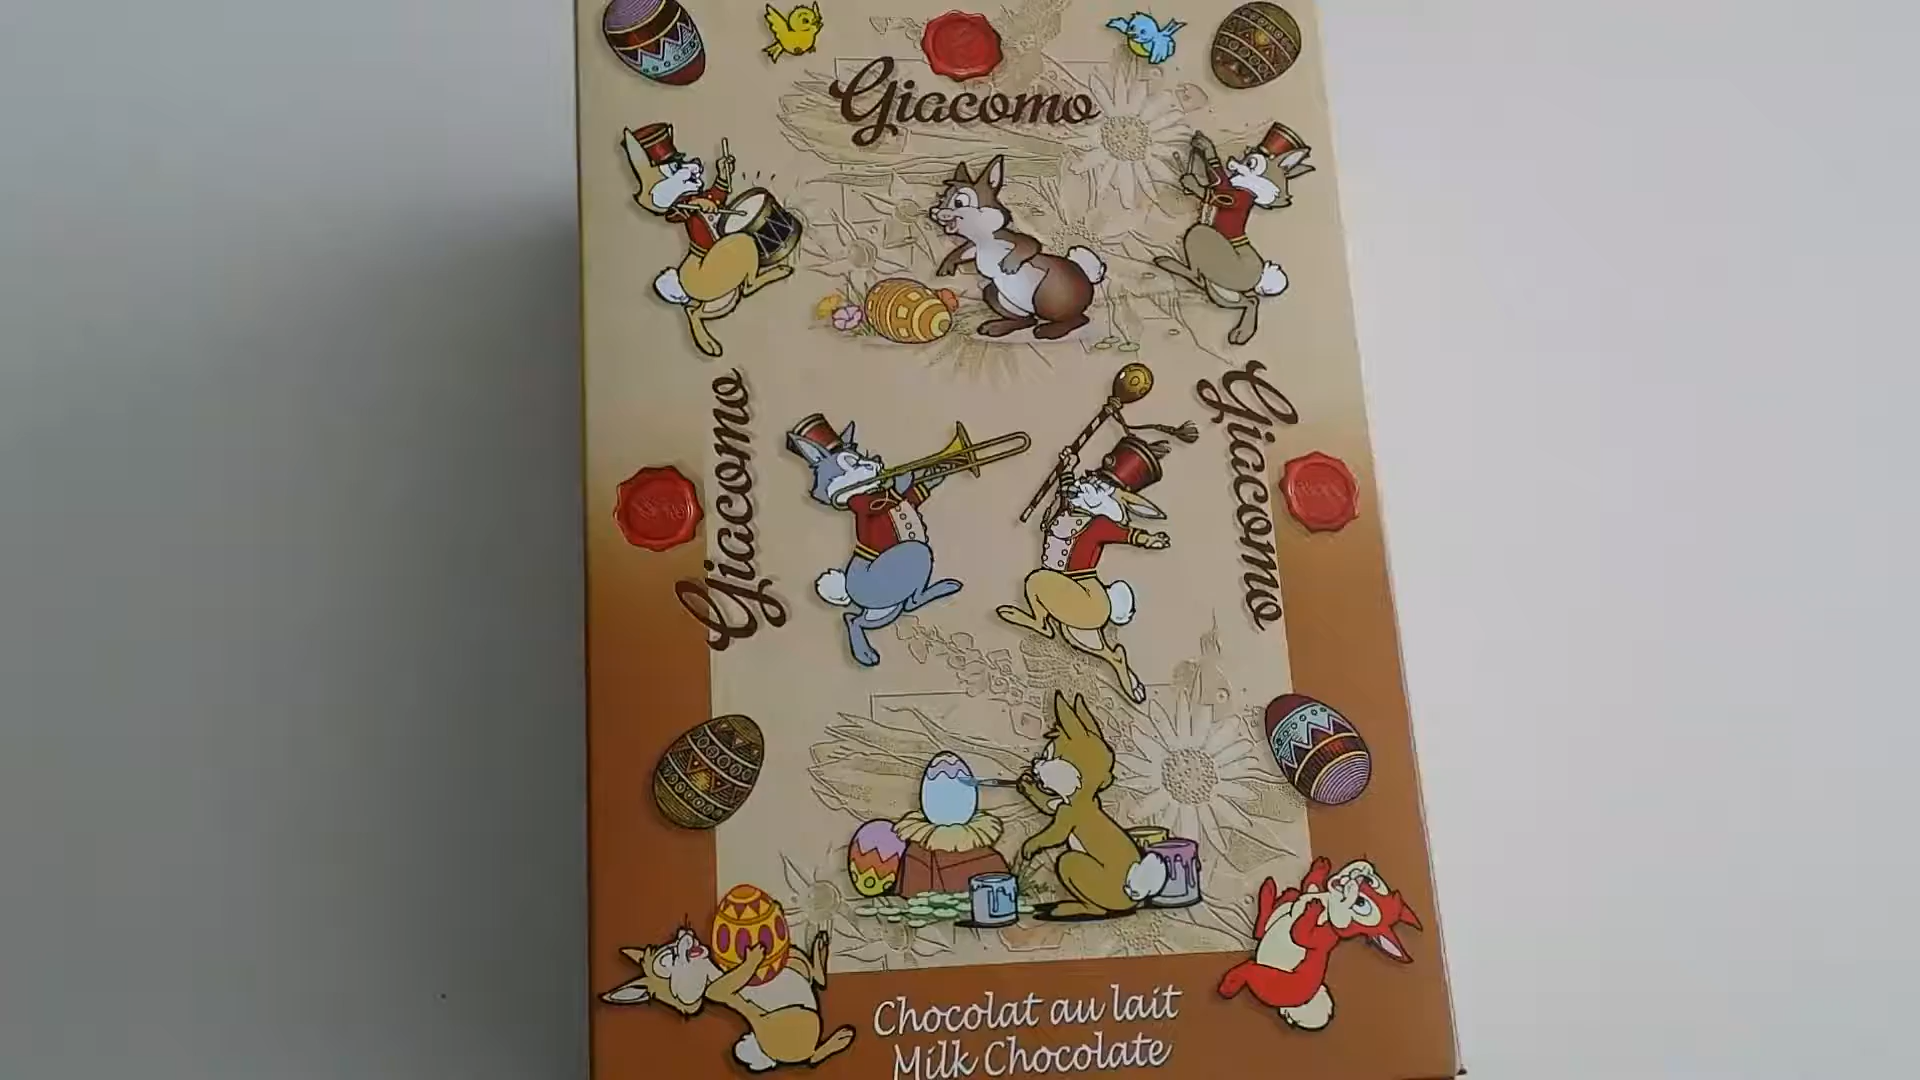 Giacomo
Giacomo
Giacomo
Chocolat au lait
Milk Chocolate